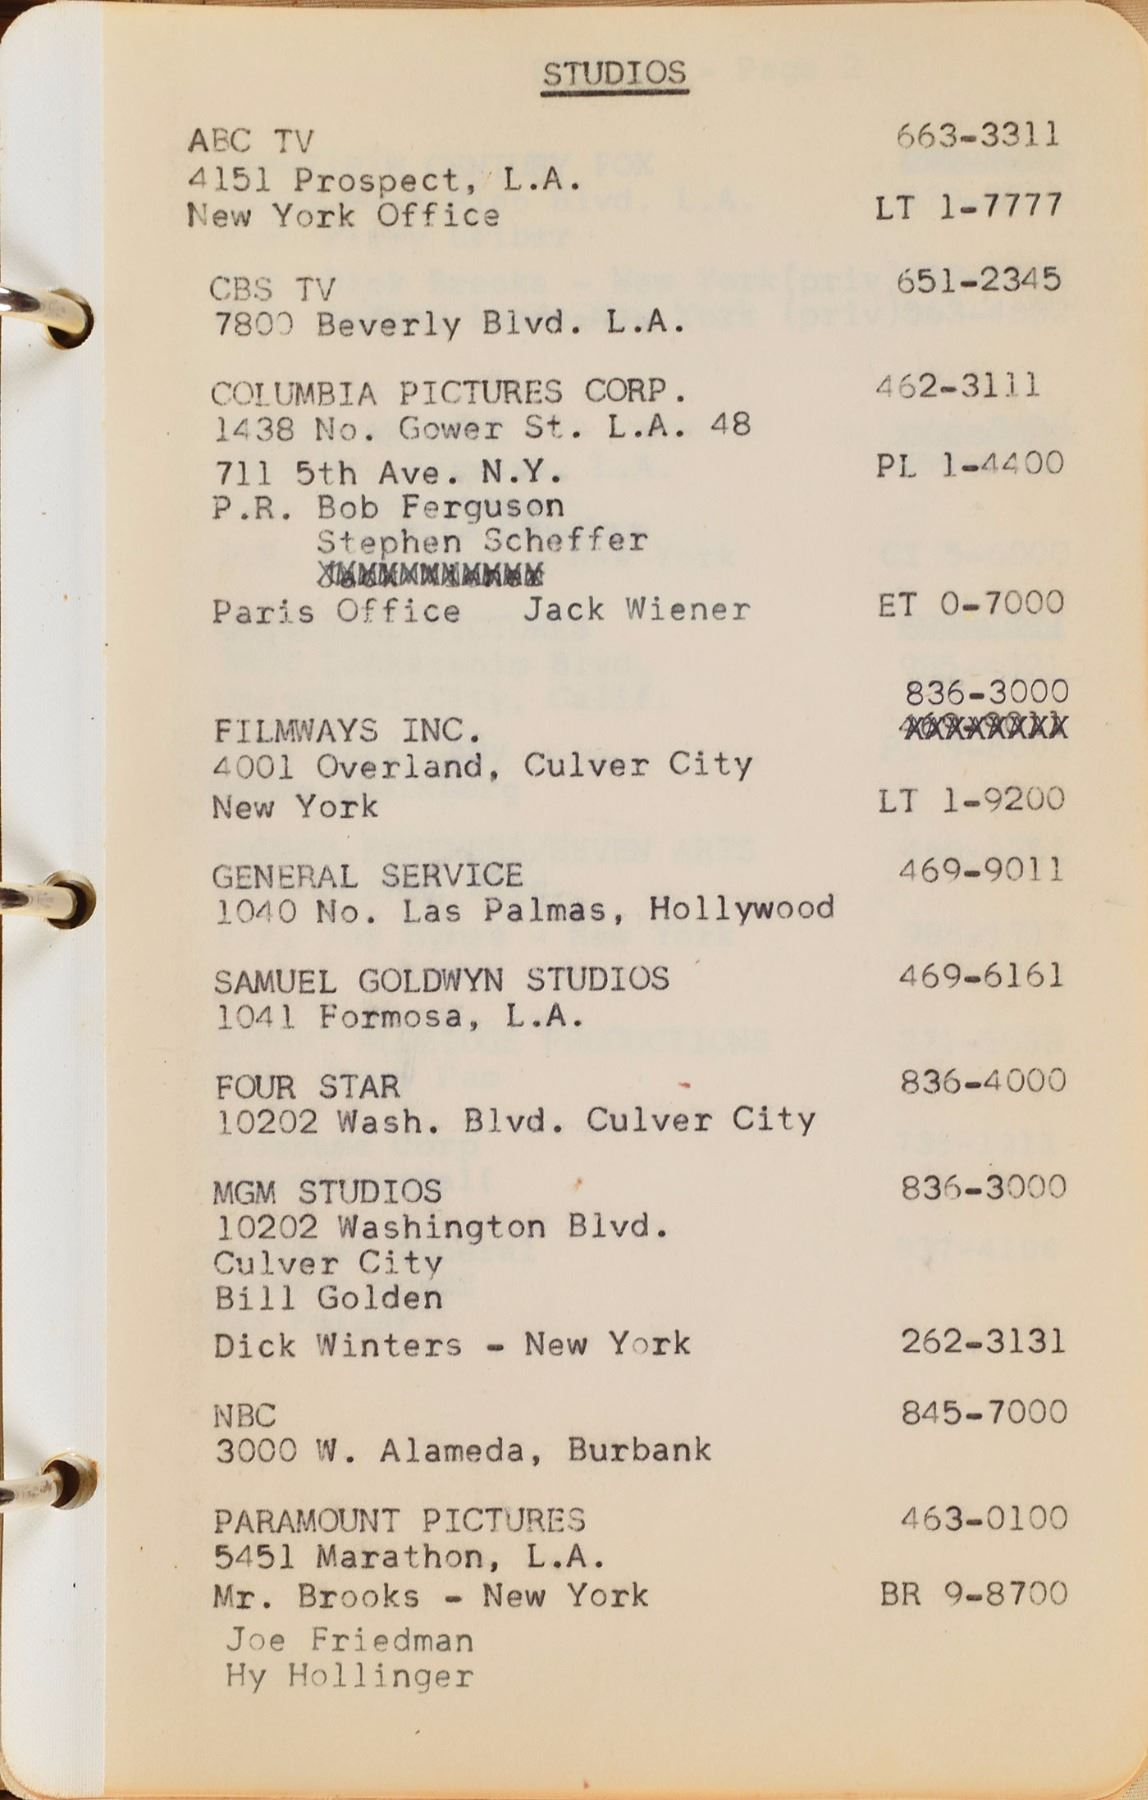 STUDIOS
ABC TV 663-3311
4151 Prospect, L.A.
New York Office LT 1-7777
CBS TV 651-2345
7800 Beverly Blvd. L.A.
COLUMBIA PICTURES CORP. 462-3111
1438 No. Gower St. L.A. 48
711 5th Ave. N.Y. PL 1-4400
P.R. Bob Ferguson
Stephen Scheffer
Paris Office Jack Wiener ET 0-7000
836-3000
FILMWAYS INC.
4001 Overland, Culver City
New York LT 1-9200
GENERAL SERVICE 469-9011
1040 No. Las Palmas, Hollywood
SAMUEL GOLDWYN STUDIOS 469-6161
1041 Formosa, L.A.
FOUR STAR 836-4000
10202 Wash. Blvd. Culver City
MGM STUDIOS 836-3000
10202 Washington Blvd.
Culver City
Bill Golden
Dick Winters - New York 262-3131
NBC 845-7000
3000 W. Alameda, Burbank
PARAMOUNT PICTURES 463-0100
5451 Marathon, L.A.
Mr. Brooks - New York BR 9-8700
Joe Friedman
Hy Hollinger